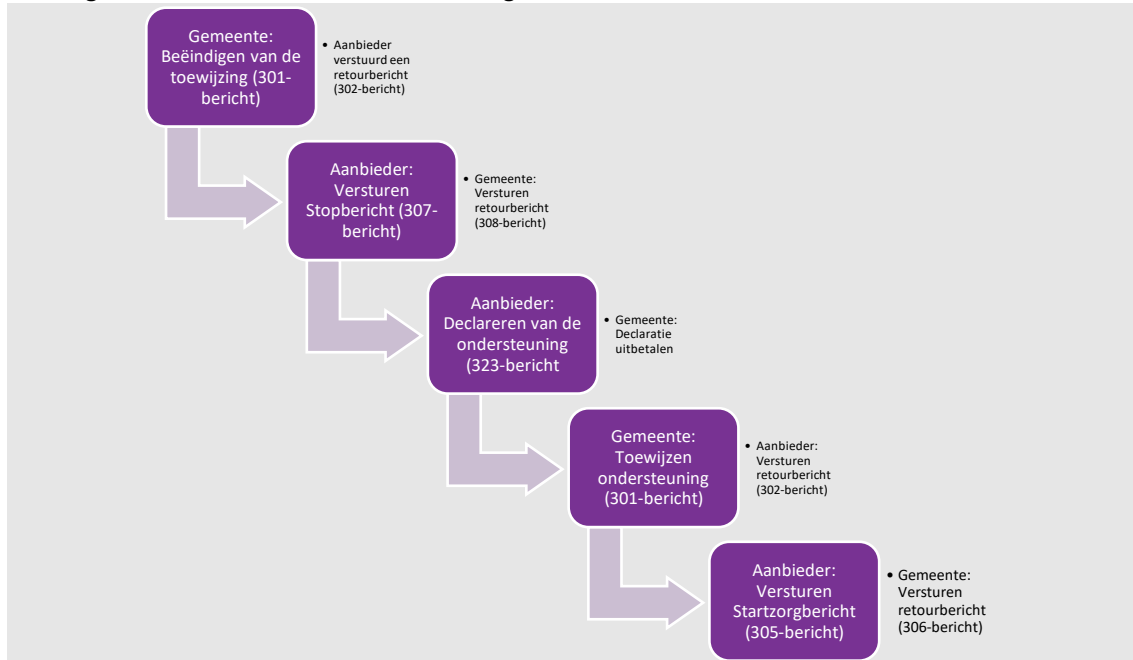 Gemeente:
Beëindigen van de
toewijzing (301-
bericht)
• Aanbieder
verstuurd een
retourbericht
(302-bericht)
Aanbieder:
Versturen
Stopbericht (307-
bericht)
• Gemeente:
Versturen
retourbericht
(308-bericht)
Aanbieder:
Declareren van de
ondersteuning
(323-bericht
• Gemeente:
Declaratie
uitbetalen
Gemeente:
Toewijzen
ondersteuning
(301-bericht)
• Aanbieder:
Versturen
retourbericht
(302-bericht)
Aanbieder:
Versturen
Startzorgbericht
(305-bericht)
• Gemeente:
Versturen
retourbericht
(306-bericht)